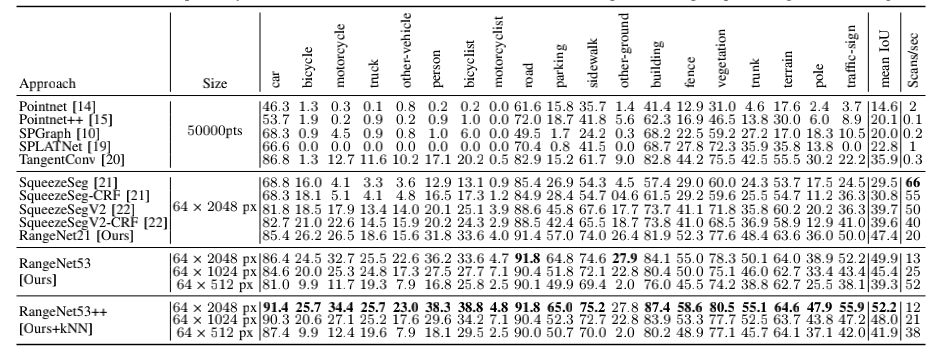 Approach Size car bicycle motorcycle truck other-vehicle person bicyclist motorcyclist road parking sidewalk other-ground building fence vegetation trunk terrain pole traffic-sign mean IoU Scans/sec
Pointnet [14] 46.3 1.3 0.3 0.1 0.8 0.2 0.2 0.0 61.6 15.8 35.7 1.4 41.4 12.9 31.0 4.6 17.6 2.4 3.7 14.6 2
Pointnet++ [15] 53.7 1.9 0.2 0.9 0.2 0.9 1.0 0.0 72.0 18.7 41.8 5.6 62.3 16.9 46.5 13.8 30.0 6.0 8.9 20.1 0.1
50000pts
SPGraph [10] 68.3 0.9 4.5 0.9 0.8 1.0 6.0 0.0 49.5 1.7 24.2 0.3 68.2 22.5 59.2 27.2 17.0 18.3 10.5 20.0 0.2
SPLATNet [19] 66.6 0.0 0.0 0.0 0.0 0.0 0.0 0.0 70.4 0.8 41.5 0.0 68.7 27.8 72.3 35.9 35.8 13.8 0.0 22.8 1
TangentConv [20] 86.8 1.3 12.7 11.6 10.2 17.1 20.2 0.5 82.9 15.2 61.7 9.0 82.8 44.2 75.5 42.5 55.5 30.2 22.2 35.9 0.3
SqueezeSeg [21] 68.8 16.0 4.1 3.3 3.6 12.9 13.1 0.9 85.4 26.9 54.3 4.5 57.4 29.0 60.0 24.3 53.7 17.5 24.5 29.5 66
SqueezeSeg-CRF [21] 68.3 18.1 5.1 4.1 4.8 16.5 17.3 1.2 84.9 28.4 54.7 04.6 61.5 29.2 59.6 25.5 54.7 11.2 36.3 30.8 55
SqueezeSegV2 [22] 64 × 2048 px 81.8 18.5 17.9 13.4 14.0 20.1 25.1 3.9 88.6 45.8 67.6 17.7 73.7 41.1 71.8 35.8 60.2 20.2 36.3 39.7 50
SqueezeSegV2-CRF [22] 82.7 21.0 22.6 14.5 15.9 20.2 24.3 2.9 88.5 42.4 65.5 18.7 73.8 41.0 68.5 36.9 58.9 12.9 41.0 39.6 40
RangeNet21 [Ours] 85.4 26.2 26.5 18.6 15.6 31.8 33.6 4.0 91.4 57.0 74.0 26.4 81.9 52.3 77.6 48.4 63.6 36.0 50.0 47.4 20
RangeNet53 64 × 2048 px 86.4 24.5 32.7 25.5 22.6 36.2 33.6 4.7 91.8 64.8 74.6 27.9 84.1 55.0 78.3 50.1 64.0 38.9 52.2 49.9 13
[Ours] 64 × 1024 px 84.6 20.0 25.3 24.8 17.3 27.5 27.7 7.1 90.4 51.8 72.1 22.8 80.4 50.0 75.1 46.0 62.7 33.4 43.4 45.4 25
64 × 512 px 81.0 9.9 11.7 19.3 7.9 16.8 25.8 2.5 90.1 49.9 69.4 2.0 76.0 45.5 74.2 38.8 62.7 25.5 38.1 39.3 52
RangeNet53++ 64 × 2048 px 91.4 25.7 34.4 25.7 23.0 38.3 38.8 4.8 91.8 65.0 75.2 27.8 87.4 58.6 80.5 55.1 64.6 47.9 55.9 52.2 12
[Ours+kNN] 64 × 1024 px 90.3 20.6 27.1 25.2 17.6 29.6 34.2 7.1 90.4 52.3 72.7 22.8 83.9 53.3 77.7 52.5 63.7 43.8 47.2 48.0 21
64 × 512 px 87.4 9.9 12.4 19.6 7.9 18.1 29.5 2.5 90.0 50.7 70.0 2.0 80.2 48.9 77.1 45.7 64.1 37.1 42.0 41.9 38